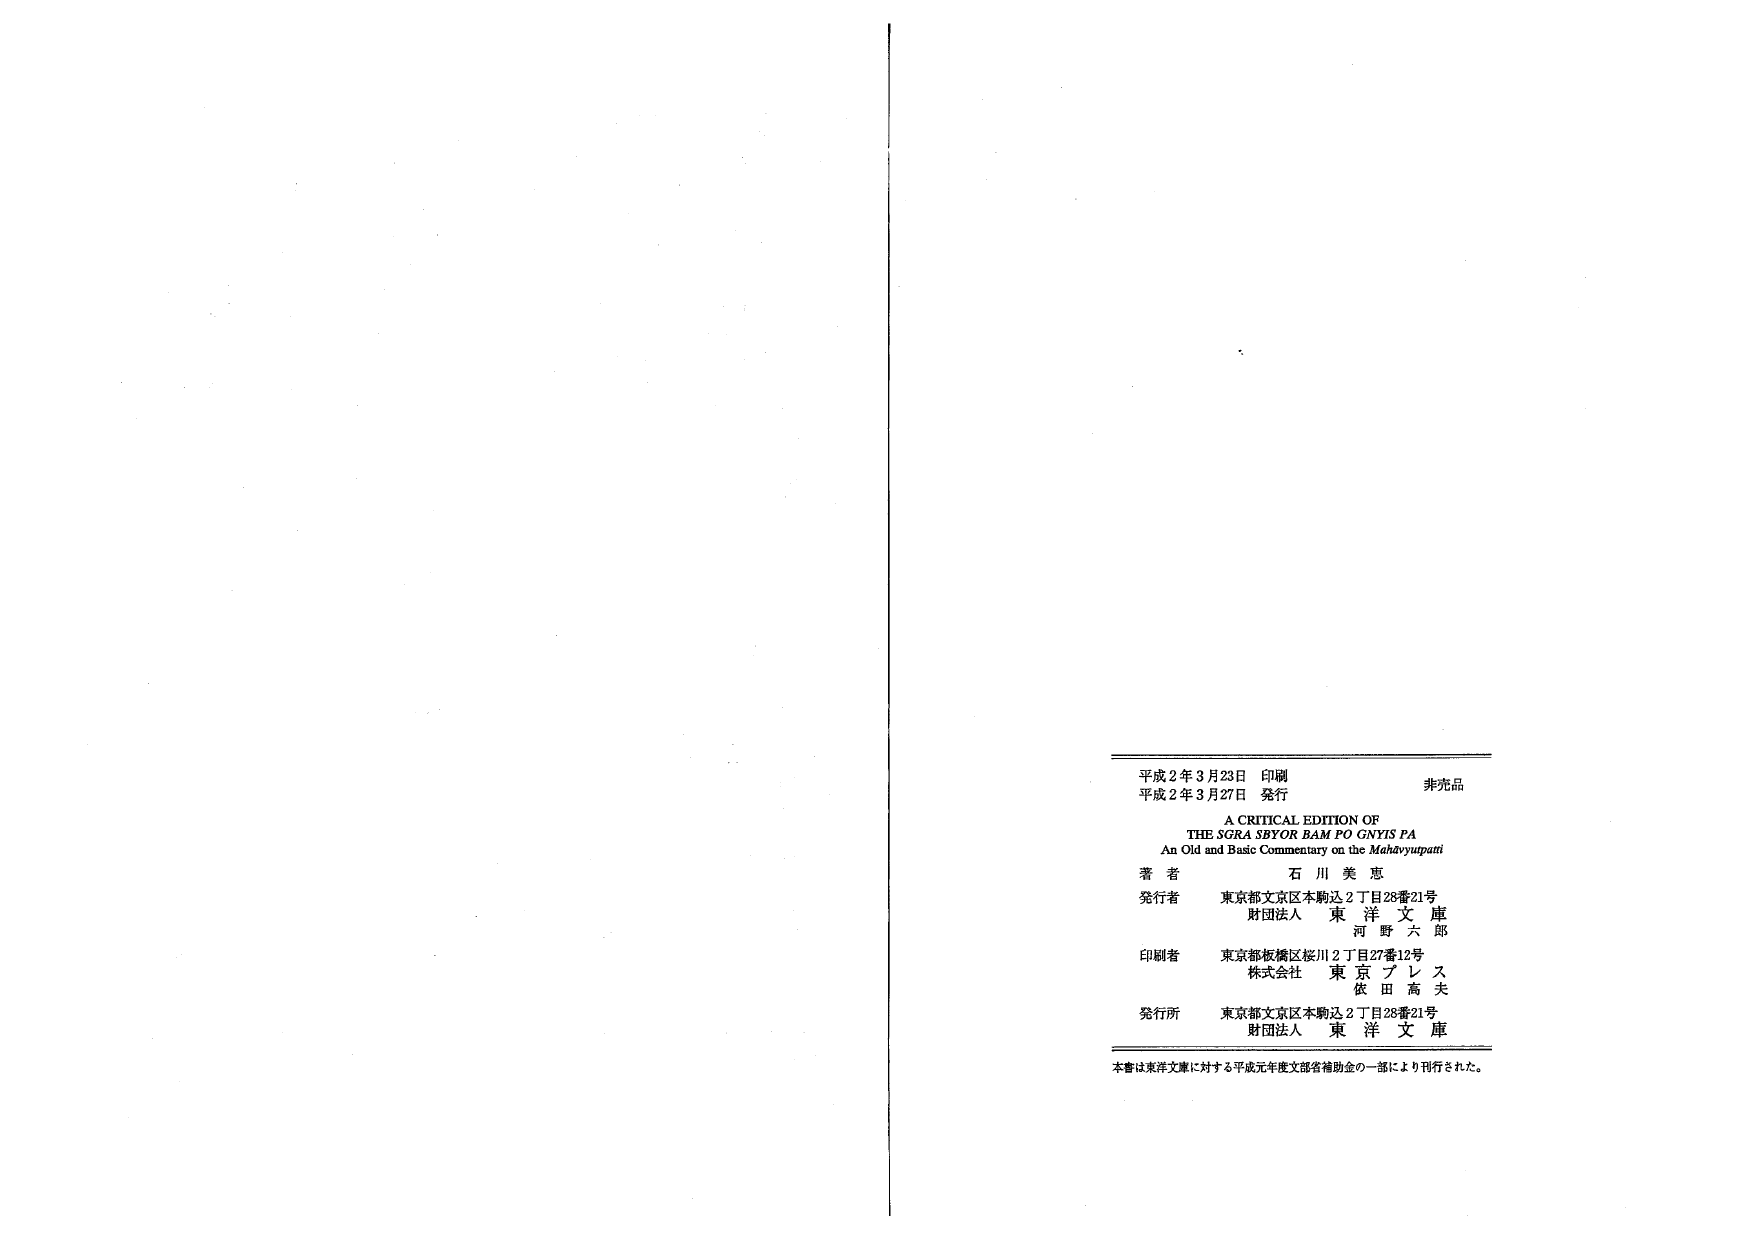 平成2年3月23日　印刷
非売品
平成2年3月27日　発行
A CRITICAL EDITION OF
THE SGRA SBYOR BAM PO GNYIS PA
An Old and Basic Commentary on the Mahāvyutpatti
著　者　石　川　美　恵
発行者　東京都文京区本駒込2丁目28番21号
財団法人　東　洋　文　庫
河　野　六　郎
印刷者　東京都板橋区桜川2丁目27番12号
株式会社　東　京　プ　レ　ス
依　田　高　夫
発行所　東京都文京区本駒込2丁目28番21号
財団法人　東　洋　文　庫
本書は東洋文庫に対する平成元年度文部省補助金の一部により刊行された。